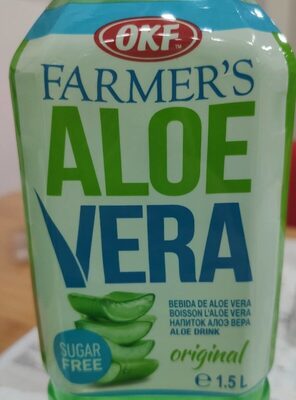 OKF™
FARMER'S
ALOE
VERA
BEBIDA DE ALOE VERA
BOISSON L'ALOE VERA
НАПИТОК АЛОЭ ВЕРА
ALOE DRINK
original
SUGAR
FREE
℮ 1.5 L